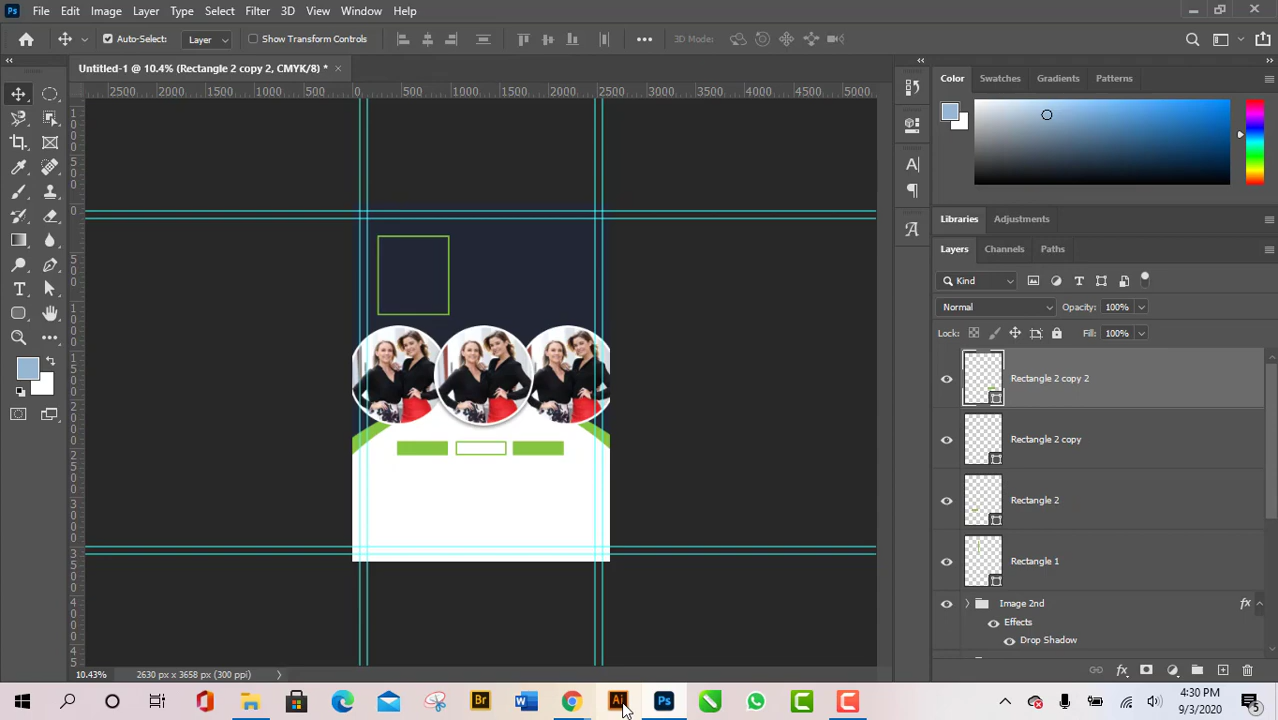 Ps File Edit Image Layer Type Select Filter 3D View Window Help
Auto-Select: Layer Show Transform Controls 3D Mode:
Untitled-1 @ 10.4% (Rectangle 2 copy 2, CMYK/8) *
2500 2000 1500 1000 500 0 500 1000 1500 2000 2500 3000 3500 4000 4500 5000
Color Swatches Gradients Patterns
Libraries Adjustments
Layers Channels Paths
Kind
Normal Opacity: 100%
Lock: Fill: 100%
Rectangle 2 copy 2
Rectangle 2 copy
Rectangle 2
Rectangle 1
Image 2nd fx
Effects
Drop Shadow
10.43% 2630 px x 3658 px (300 ppi)
Br Ai Ps
4:30 PM
9/3/2020
5